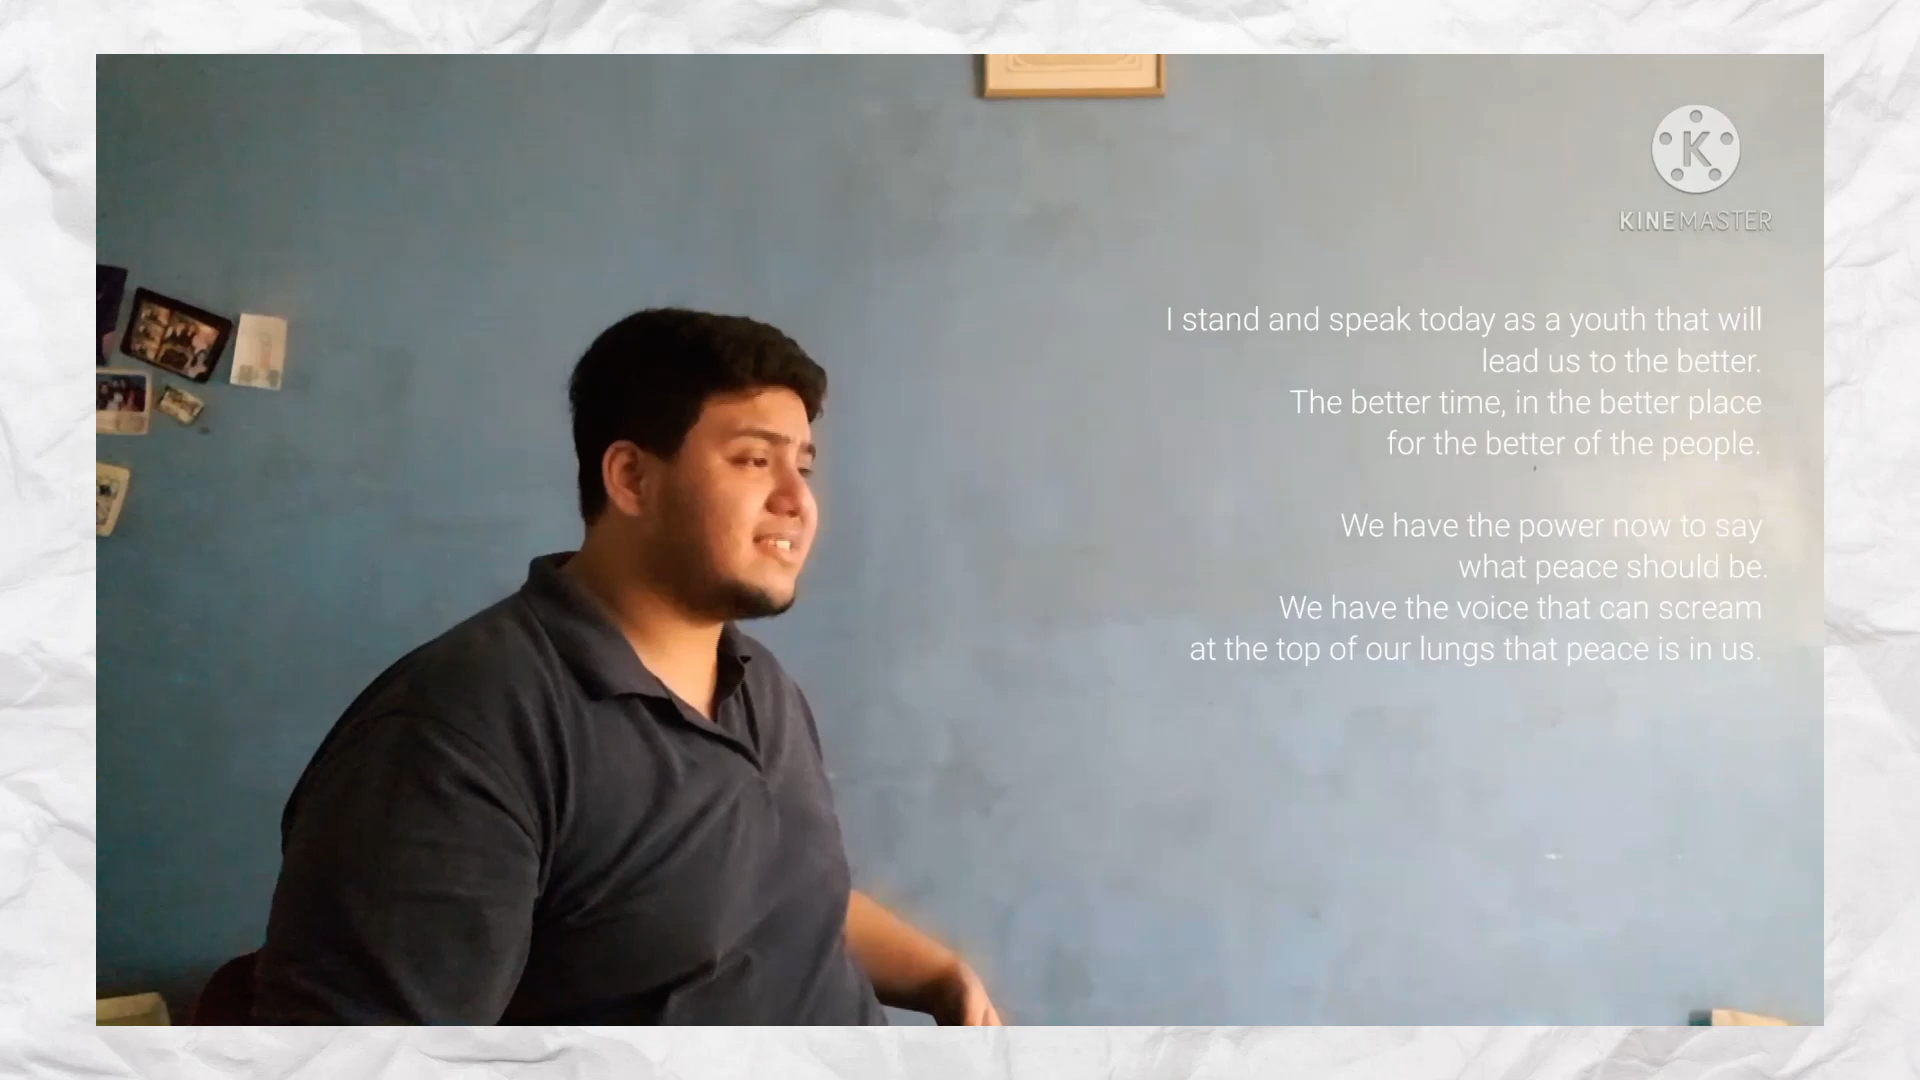 KINEMASTER
I stand and speak today as a youth that will
lead us to the better.
The better time, in the better place
for the better of the people.
We have the power now to say
what peace should be.
We have the voice that can scream
at the top of our lungs that peace is in us.